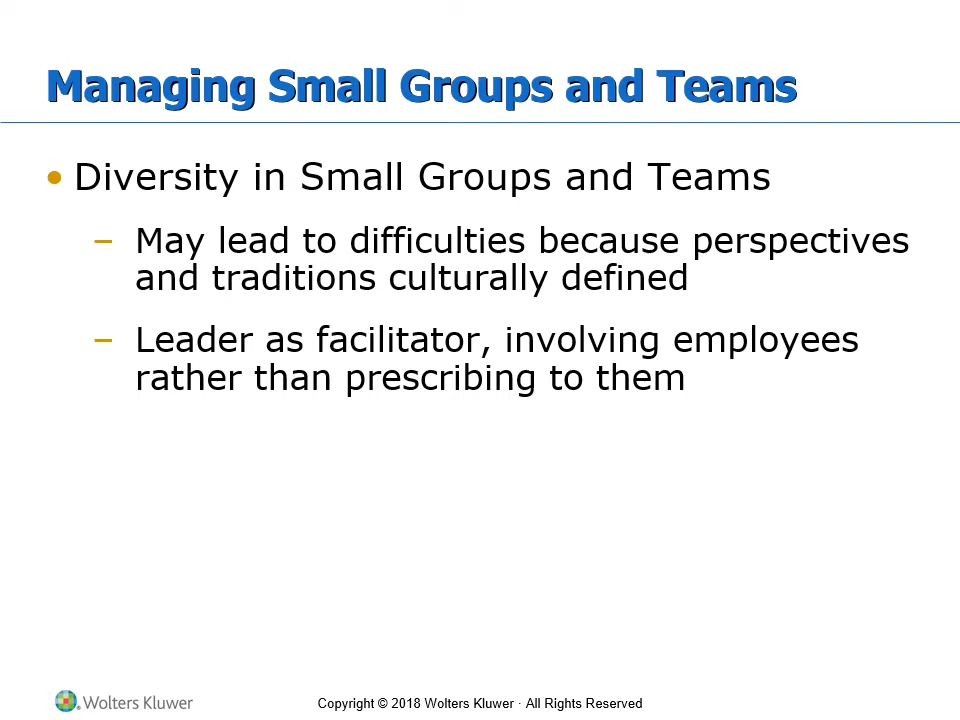 Managing Small Groups and Teams
• Diversity in Small Groups and Teams
– May lead to difficulties because perspectives
and traditions culturally defined
– Leader as facilitator, involving employees
rather than prescribing to them
Wolters Kluwer
Copyright © 2018 Wolters Kluwer · All Rights Reserved